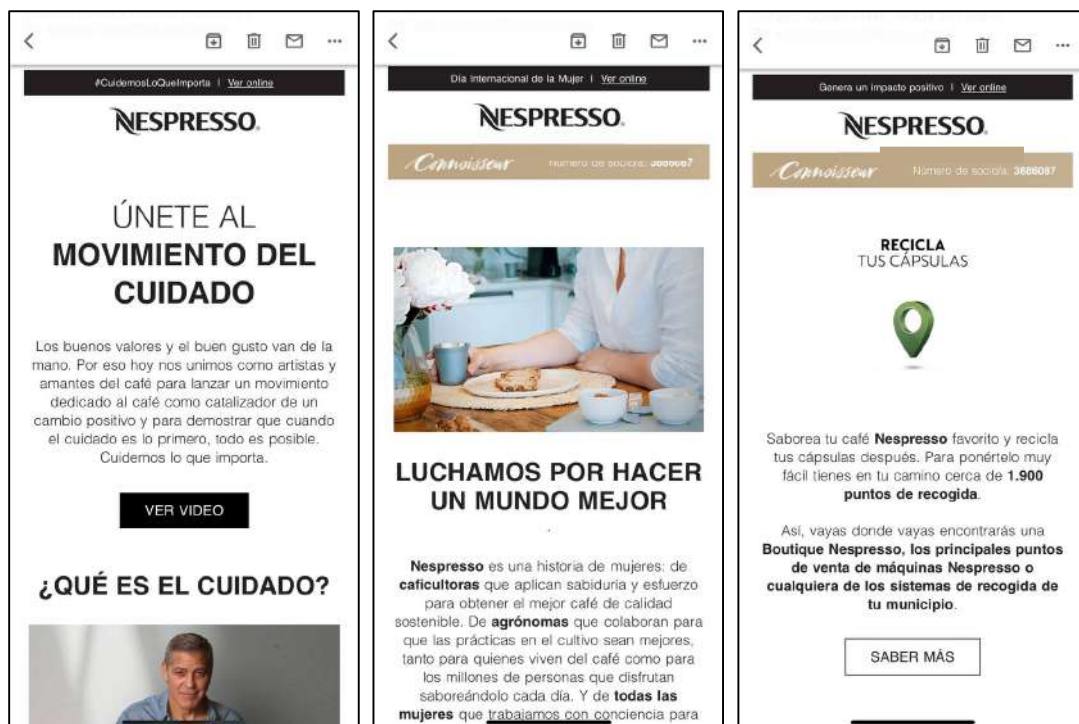 #CuidemosLoQueImporta | Ver online
NESPRESSO.
ÚNETE AL
MOVIMIENTO DEL
CUIDADO
Los buenos valores y el buen gusto van de la
mano. Por eso hoy nos unimos como artistas y
amantes del café para lanzar un movimiento
dedicado al café como catalizador de un
cambio positivo y para demostrar que cuando
el cuidado es lo primero, todo es posible.
Cuidemos lo que importa.
VER VIDEO
¿QUÉ ES EL CUIDADO?
Día Internacional de la Mujer | Ver online
NESPRESSO.
Connoisseur
Número de socio/a:
LUCHAMOS POR HACER
UN MUNDO MEJOR
Nespresso es una historia de mujeres: de
caficultoras que aplican sabiduría y esfuerzo
para obtener el mejor café de calidad
sostenible. De agrónomas que colaboran para
que las prácticas en el cultivo sean mejores,
tanto para quienes viven del café como para
los millones de personas que disfrutan
saboreándolo cada día. Y de todas las
mujeres que trabajamos con conciencia para
Genera un impacto positivo | Ver online
NESPRESSO.
Connoisseur
Número de socio/a: 3686087
RECICLA
TUS CÁPSULAS
Saborea tu café Nespresso favorito y recicla
tus cápsulas después. Para ponértelo muy
fácil tienes en tu camino cerca de 1.900
puntos de recogida.
Así, vayas donde vayas encontrarás una
Boutique Nespresso, los principales puntos
de venta de máquinas Nespresso o
cualquiera de los sistemas de recogida de
tu municipio.
SABER MÁS